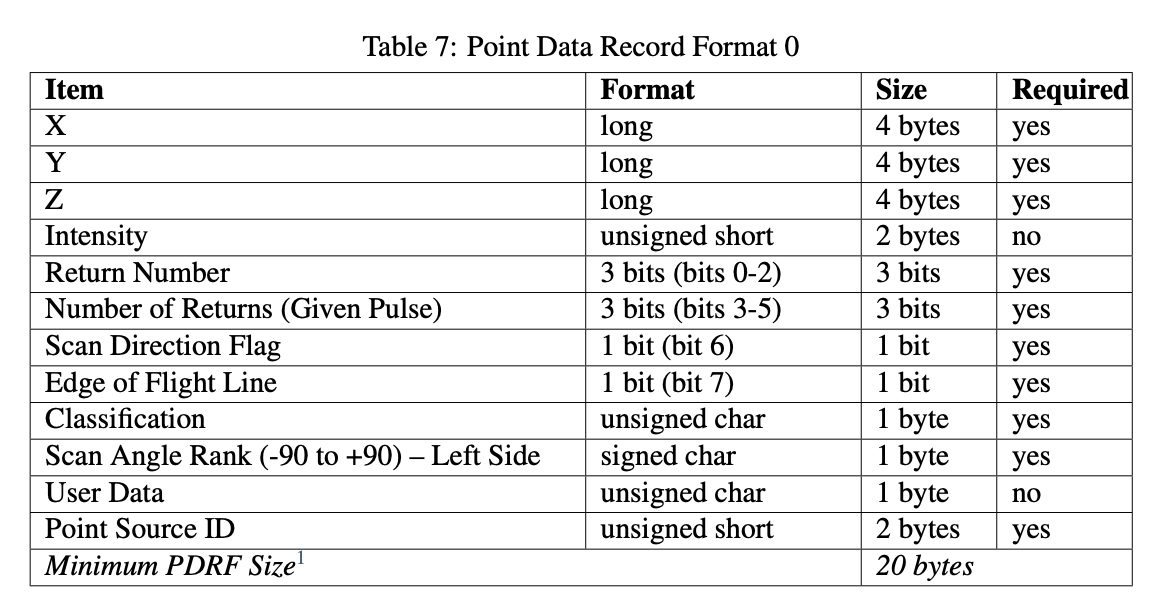 Table 7: Point Data Record Format 0
Item Format Size Required
X long 4 bytes yes
Y long 4 bytes yes
Z long 4 bytes yes
Intensity unsigned short 2 bytes no
Return Number 3 bits (bits 0-2) 3 bits yes
Number of Returns (Given Pulse) 3 bits (bits 3-5) 3 bits yes
Scan Direction Flag 1 bit (bit 6) 1 bit yes
Edge of Flight Line 1 bit (bit 7) 1 bit yes
Classification unsigned char 1 byte yes
Scan Angle Rank (-90 to +90) – Left Side signed char 1 byte yes
User Data unsigned char 1 byte no
Point Source ID unsigned short 2 bytes yes
Minimum PDRF Size¹ 20 bytes